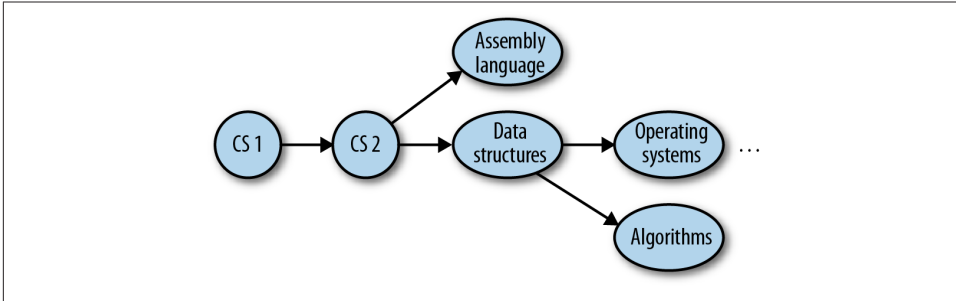 Assembly
language
CS 1
CS 2
Data
structures
Operating
systems
...
Algorithms